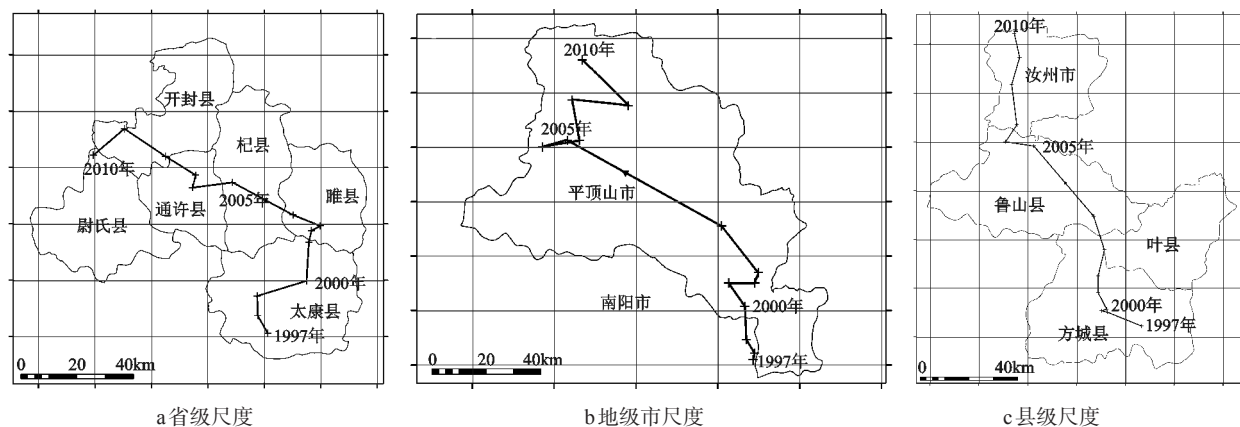 开封县
杞县
2010年
2005年
睢县
通许县
尉氏县
2000年
太康县
1997年
0 20 40km
a省级尺度
2010年
2005年
平顶山市
南阳市
2000年
1997年
0 20 40km
b地级市尺度
2010年
汝州市
2005年
鲁山县
叶县
2000年
1997年
方城县
0 40km
c县级尺度